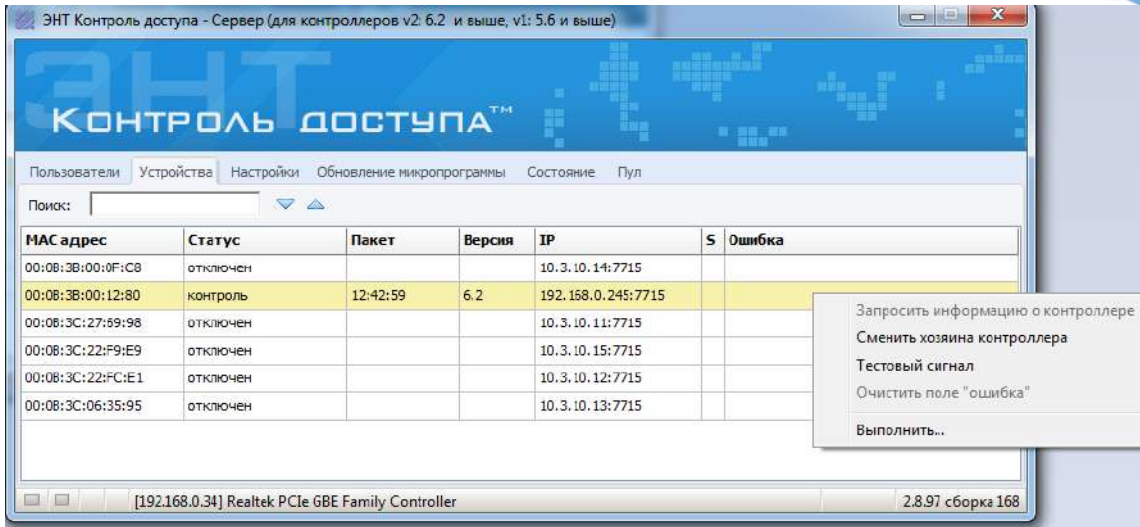 ЭНТ Контроль доступа - Сервер (для контроллеров v2: 6.2 и выше, v1: 5.6 и выше)
ЭНТ
КОНТРОЛЬ ДОСТУПА™
Пользователи Устройства Настройки Обновление микропрограммы Состояние Пул
Поиск:
MAC адрес Статус Пакет Версия IP S Ошибка
00:0B:3B:00:0F:C8 отключен 10.3.10.14:7715
00:0B:3B:00:12:80 контроль 12:42:59 6.2 192.168.0.245:7715
00:0B:3C:27:69:98 отключен 10.3.10.11:7715
00:0B:3C:22:F9:E9 отключен 10.3.10.15:7715
00:0B:3C:22:FC:E1 отключен 10.3.10.12:7715
00:0B:3C:06:35:95 отключен 10.3.10.13:7715
Запросить информацию о контроллере
Сменить хозяина контроллера
Тестовый сигнал
Очистить поле "ошибка"
Выполнить...
[192.168.0.34] Realtek PCIe GBE Family Controller 2.8.97 сборка 168